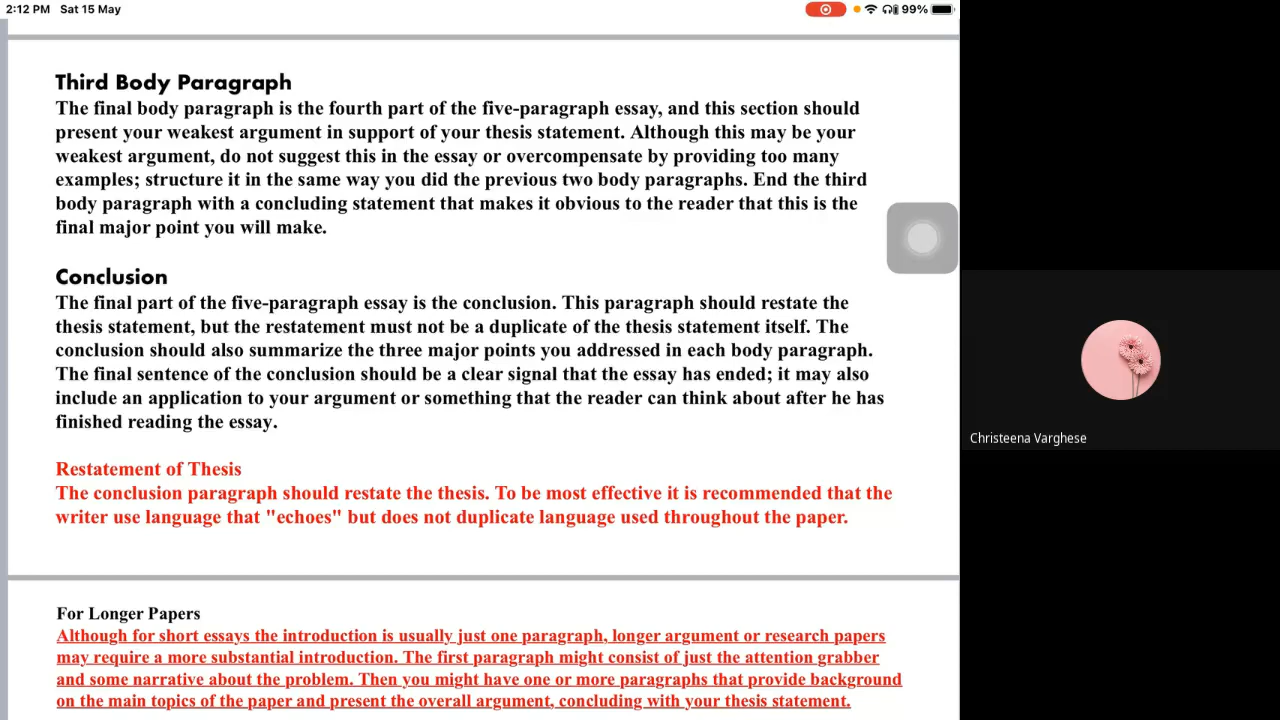 2:12 PM Sat 15 May
99%
Third Body Paragraph
The final body paragraph is the fourth part of the five-paragraph essay, and this section should
present your weakest argument in support of your thesis statement. Although this may be your
weakest argument, do not suggest this in the essay or overcompensate by providing too many
examples; structure it in the same way you did the previous two body paragraphs. End the third
body paragraph with a concluding statement that makes it obvious to the reader that this is the
final major point you will make.
Conclusion
The final part of the five-paragraph essay is the conclusion. This paragraph should restate the
thesis statement, but the restatement must not be a duplicate of the thesis statement itself. The
conclusion should also summarize the three major points you addressed in each body paragraph.
The final sentence of the conclusion should be a clear signal that the essay has ended; it may also
include an application to your argument or something that the reader can think about after he has
finished reading the essay.
Restatement of Thesis
The conclusion paragraph should restate the thesis. To be most effective it is recommended that the
writer use language that "echoes" but does not duplicate language used throughout the paper.
For Longer Papers
Although for short essays the introduction is usually just one paragraph, longer argument or research papers
may require a more substantial introduction. The first paragraph might consist of just the attention grabber
and some narrative about the problem. Then you might have one or more paragraphs that provide background
on the main topics of the paper and present the overall argument, concluding with your thesis statement.
Christeena Varghese